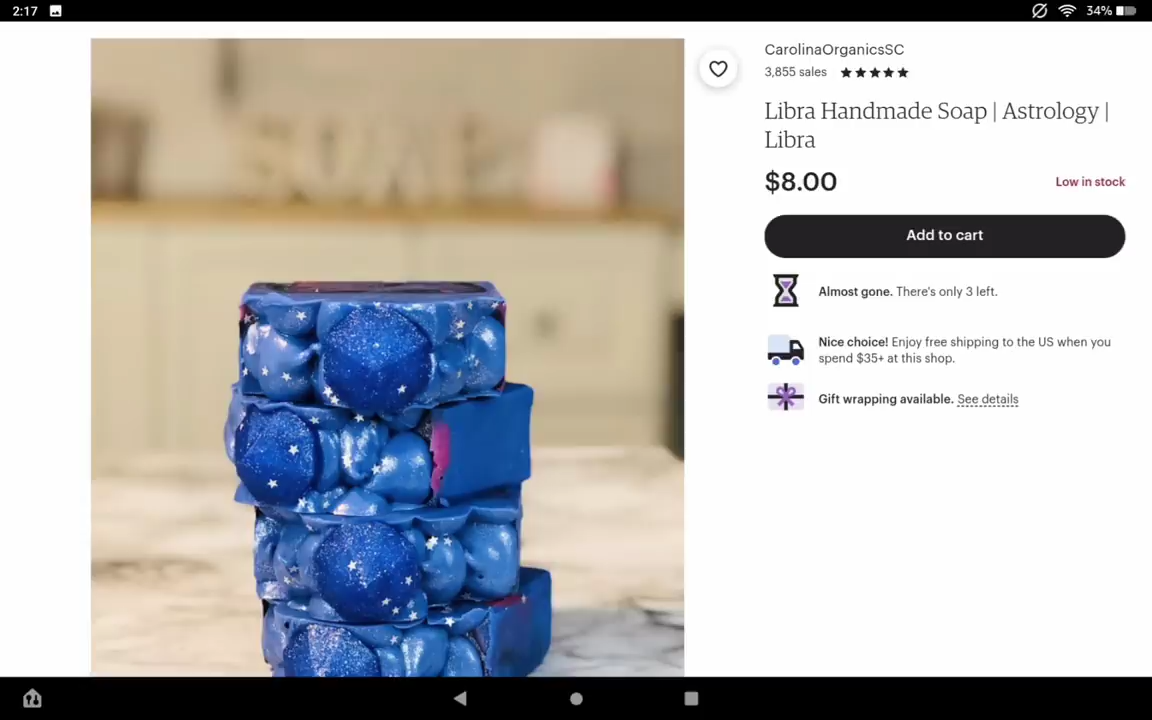 2:17
34%
CarolinaOrganicsSC
3,855 sales
Libra Handmade Soap | Astrology |
Libra
$8.00
Low in stock
Add to cart
Almost gone. There's only 3 left.
Nice choice! Enjoy free shipping to the US when you
spend $35+ at this shop.
Gift wrapping available. See details
SOAP